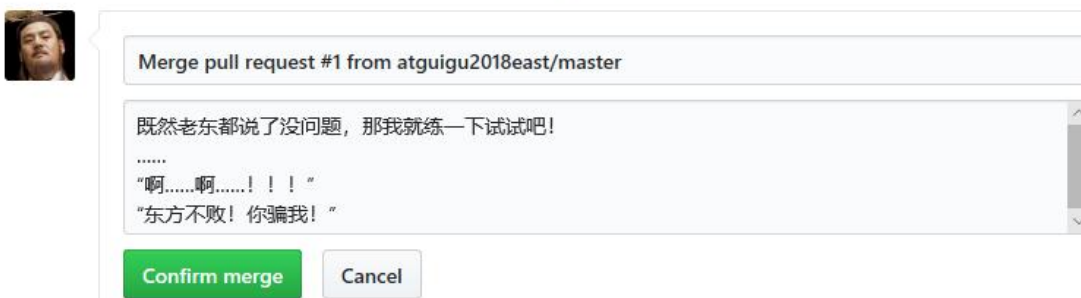 Merge pull request #1 from atguigu2018east/master
既然老东都说了没问题，那我就练一下试试吧！
......
“啊......啊......！！！”
“东方不败！你骗我！”
Confirm merge
Cancel